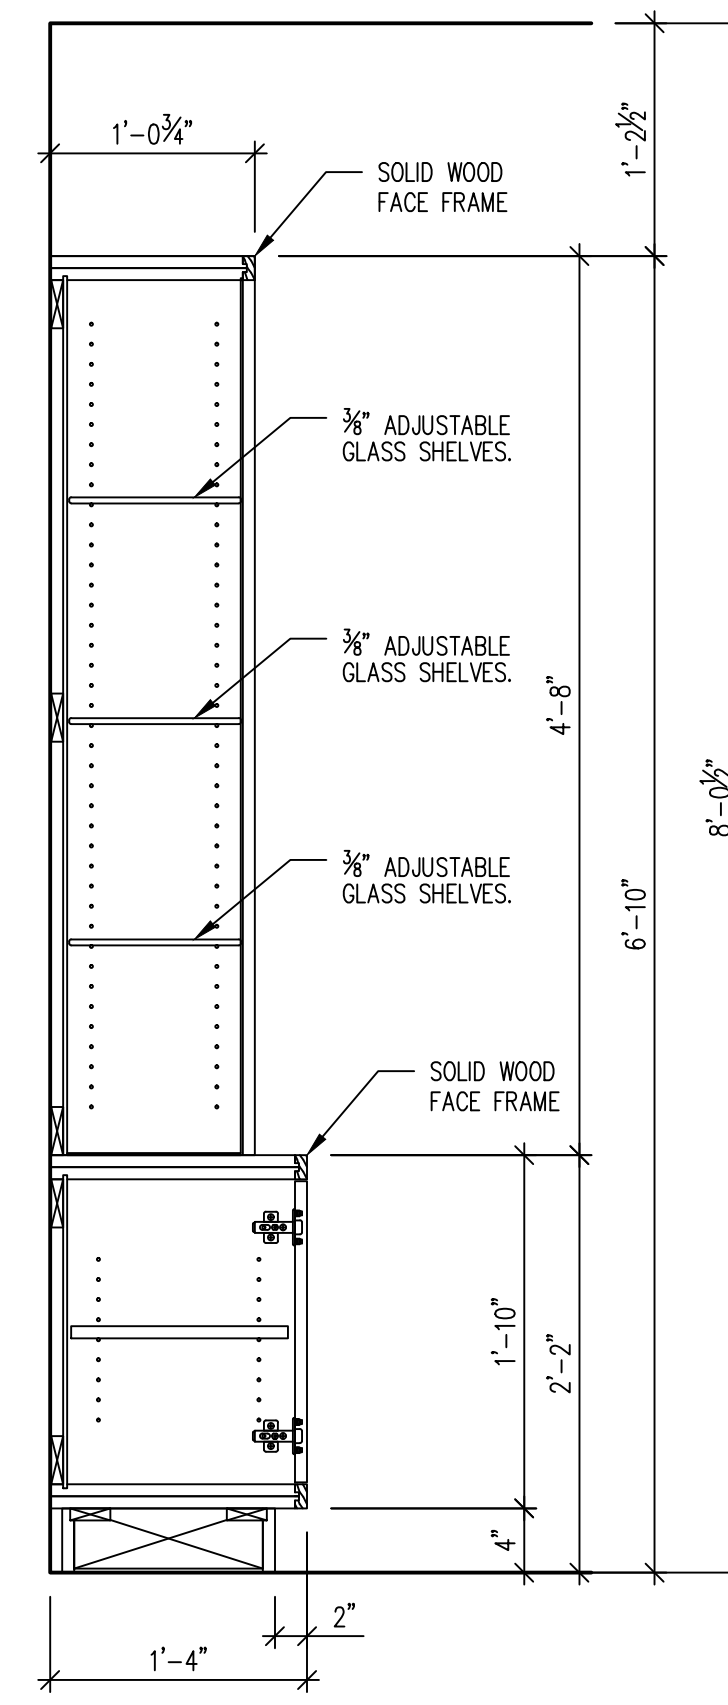 1'-0¾"
1'-2½"
SOLID WOOD
FACE FRAME
⅜" ADJUSTABLE
GLASS SHELVES.
⅜" ADJUSTABLE
GLASS SHELVES.
4'-8"
8'-0½"
⅜" ADJUSTABLE
GLASS SHELVES.
6'-10"
SOLID WOOD
FACE FRAME
1'-10"
2'-2"
4"
2"
1'-4"